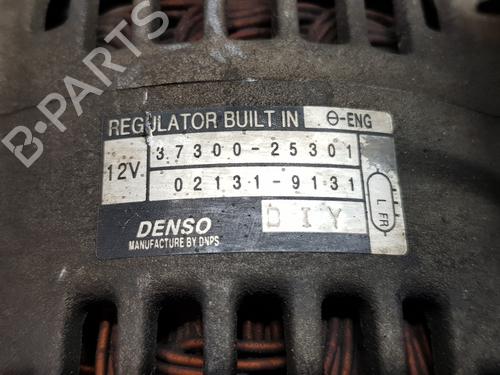 B-PARTS
REGULATOR BUILT IN ⊖-ENG
12V 37300-25301
02131-9131
DENSO DIY
MANUFACTURE BY DNPS
L FR